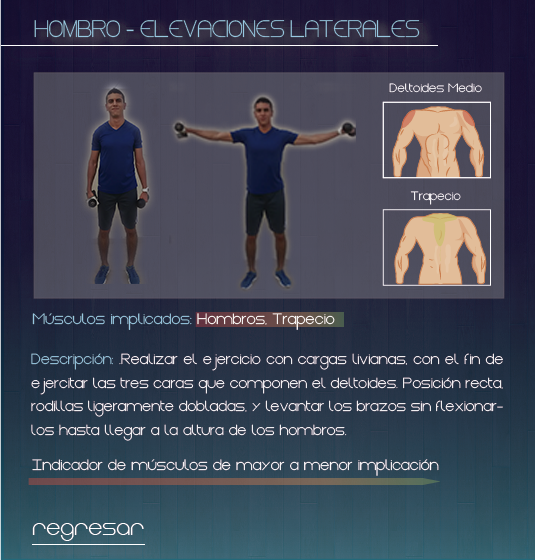 HOMBRO - ELEVACIONES LATERALES
Deltoides Medio
Trapecio
Músculos implicados: Hombros, Trapecio
Descripción: .Realizar el ejercicio con cargas livianas, con el fin de
ejercitar las tres caras que componen el deltoides. Posición recta,
rodillas ligeramente dobladas, y levantar los brazos sin flexionar-
los hasta llegar a la altura de los hombros.
Indicador de músculos de mayor a menor implicación
regresar